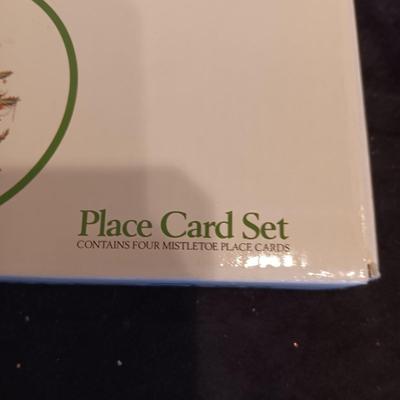 Place Card Set
CONTAINS FOUR MISTLETOE PLACE CARDS